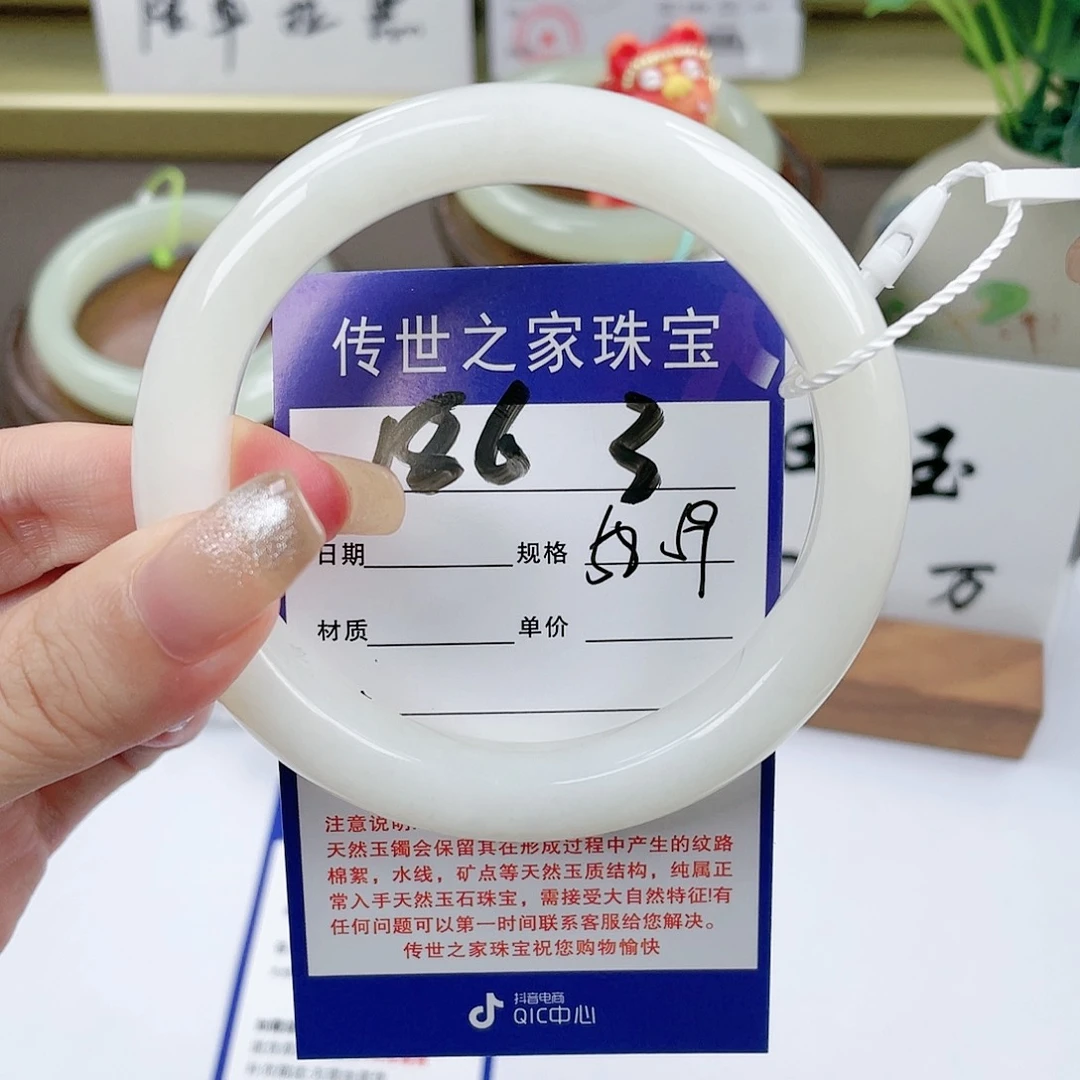 传世之家珠宝
186 3
日期 规格
材质 单价
玉
万
注意说明
天然玉镯会保留其在形成过程中产生的纹路
棉絮，水线，矿点等天然玉质结构，纯属正
常入手天然玉石珠宝，需接受大自然特征!有
任何问题可以第一时间联系客服给您解决。
传世之家珠宝祝您购物愉快
抖音电商
QIC中心